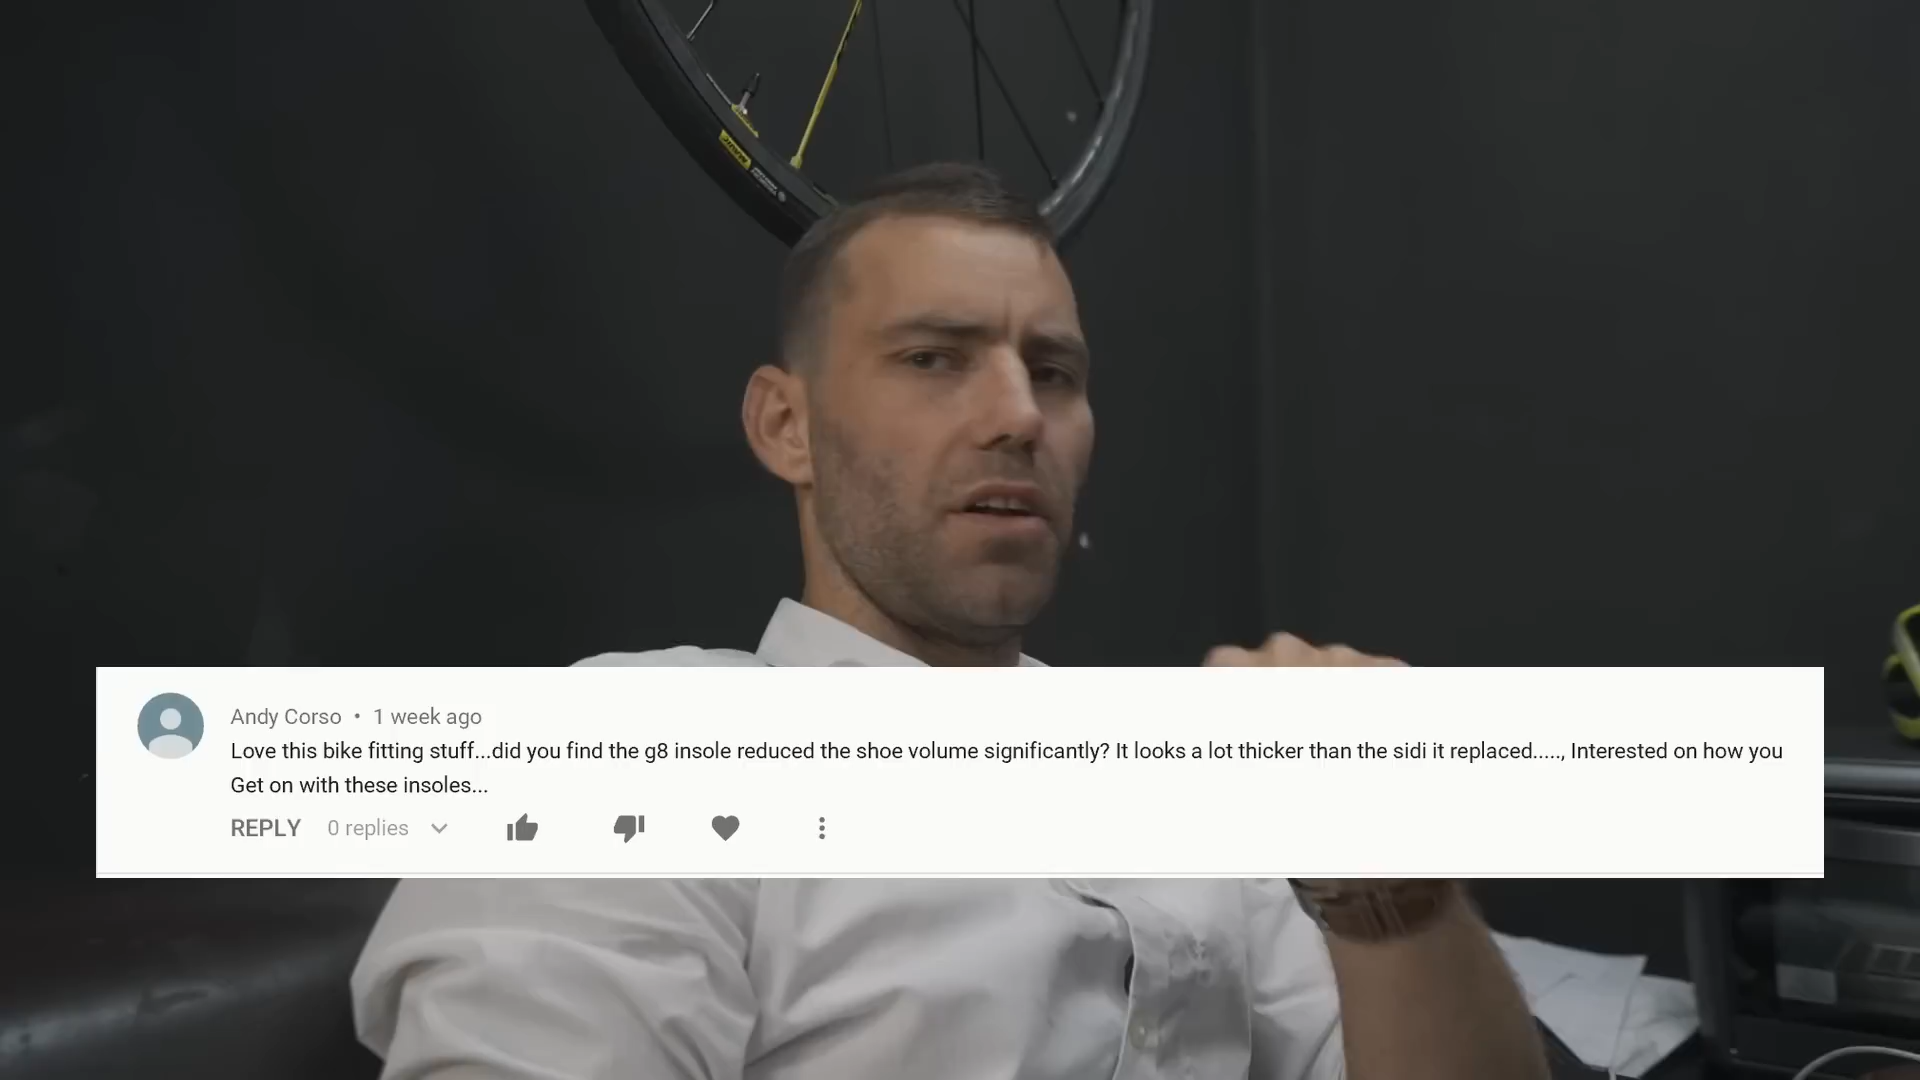 Andy Corso • 1 week ago
Love this bike fitting stuff...did you find the g8 insole reduced the shoe volume significantly? It looks a lot thicker than the sidi it replaced....., Interested on how you
Get on with these insoles...
REPLY 0 replies